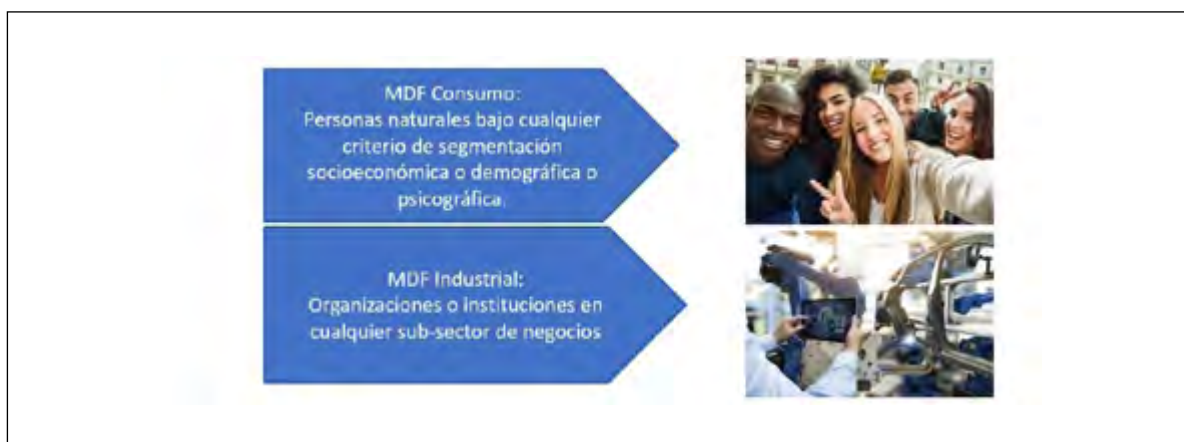 MDF Consumo:
Personas naturales bajo cualquier
criterio de segmentación
socioeconómica o demográfica o
psicográfica.
MDF Industrial:
Organizaciones o instituciones en
cualquier sub-sector de negocios